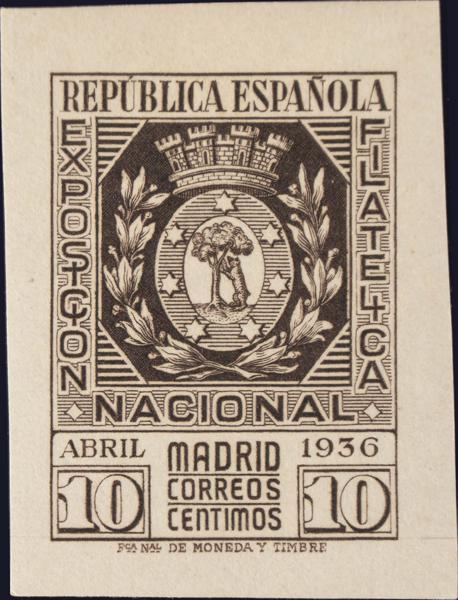 REPÚBLICA ESPAÑOLA
EXPOSICION
FILATELICA
NACIONAL
ABRIL MADRID 1936
10 CORREOS 10
CENTIMOS
Fca NAL DE MONEDA Y TIMBRE